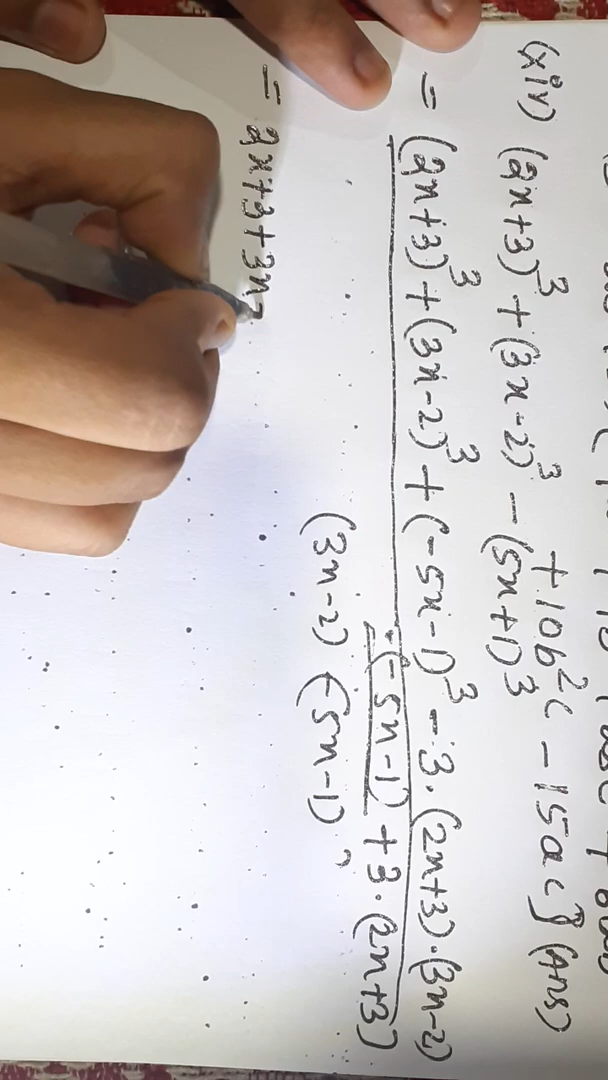 + 10b²c - 15ac} (Ans)
(xiv) (2x+3)³ + (3x-2)³ - (5x+1)³
= (2x+3)³ + (3x-2)³ + (-5x-1)³ - 3.(2x+3).(3x-2)
.(-5x-1) + 3.(2x+3)
(3x-2) (-5x-1)
= 2x+3+3x